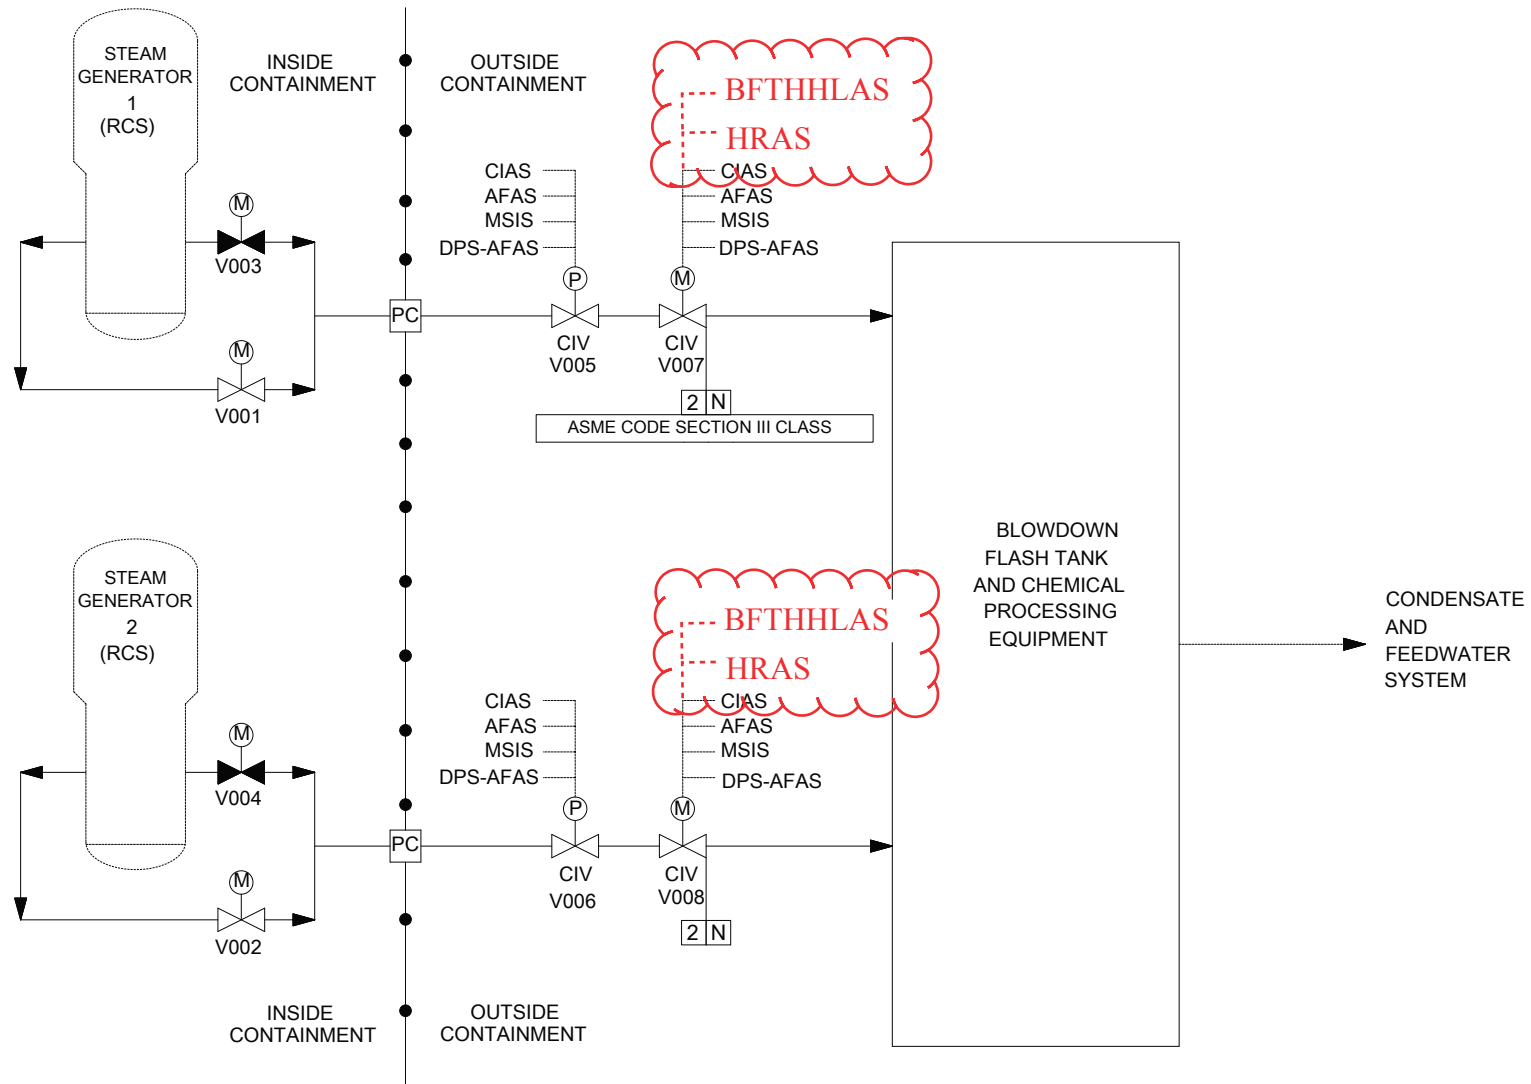 STEAM
GENERATOR
1
(RCS)
INSIDE
CONTAINMENT
OUTSIDE
CONTAINMENT
BFTHHLAS
HRAS
CIAS
AFAS
MSIS
DPS-AFAS
CIAS
AFAS
MSIS
DPS-AFAS
M
V003
P
M
PC
CIV
V005
CIV
V007
M
V001
2 N
ASME CODE SECTION III CLASS
BLOWDOWN
FLASH TANK
AND CHEMICAL
PROCESSING
EQUIPMENT
CONDENSATE
AND
FEEDWATER
SYSTEM
STEAM
GENERATOR
2
(RCS)
BFTHHLAS
HRAS
CIAS
AFAS
MSIS
DPS-AFAS
CIAS
AFAS
MSIS
DPS-AFAS
M
V004
P
M
PC
CIV
V006
CIV
V008
M
V002
2 N
INSIDE
CONTAINMENT
OUTSIDE
CONTAINMENT